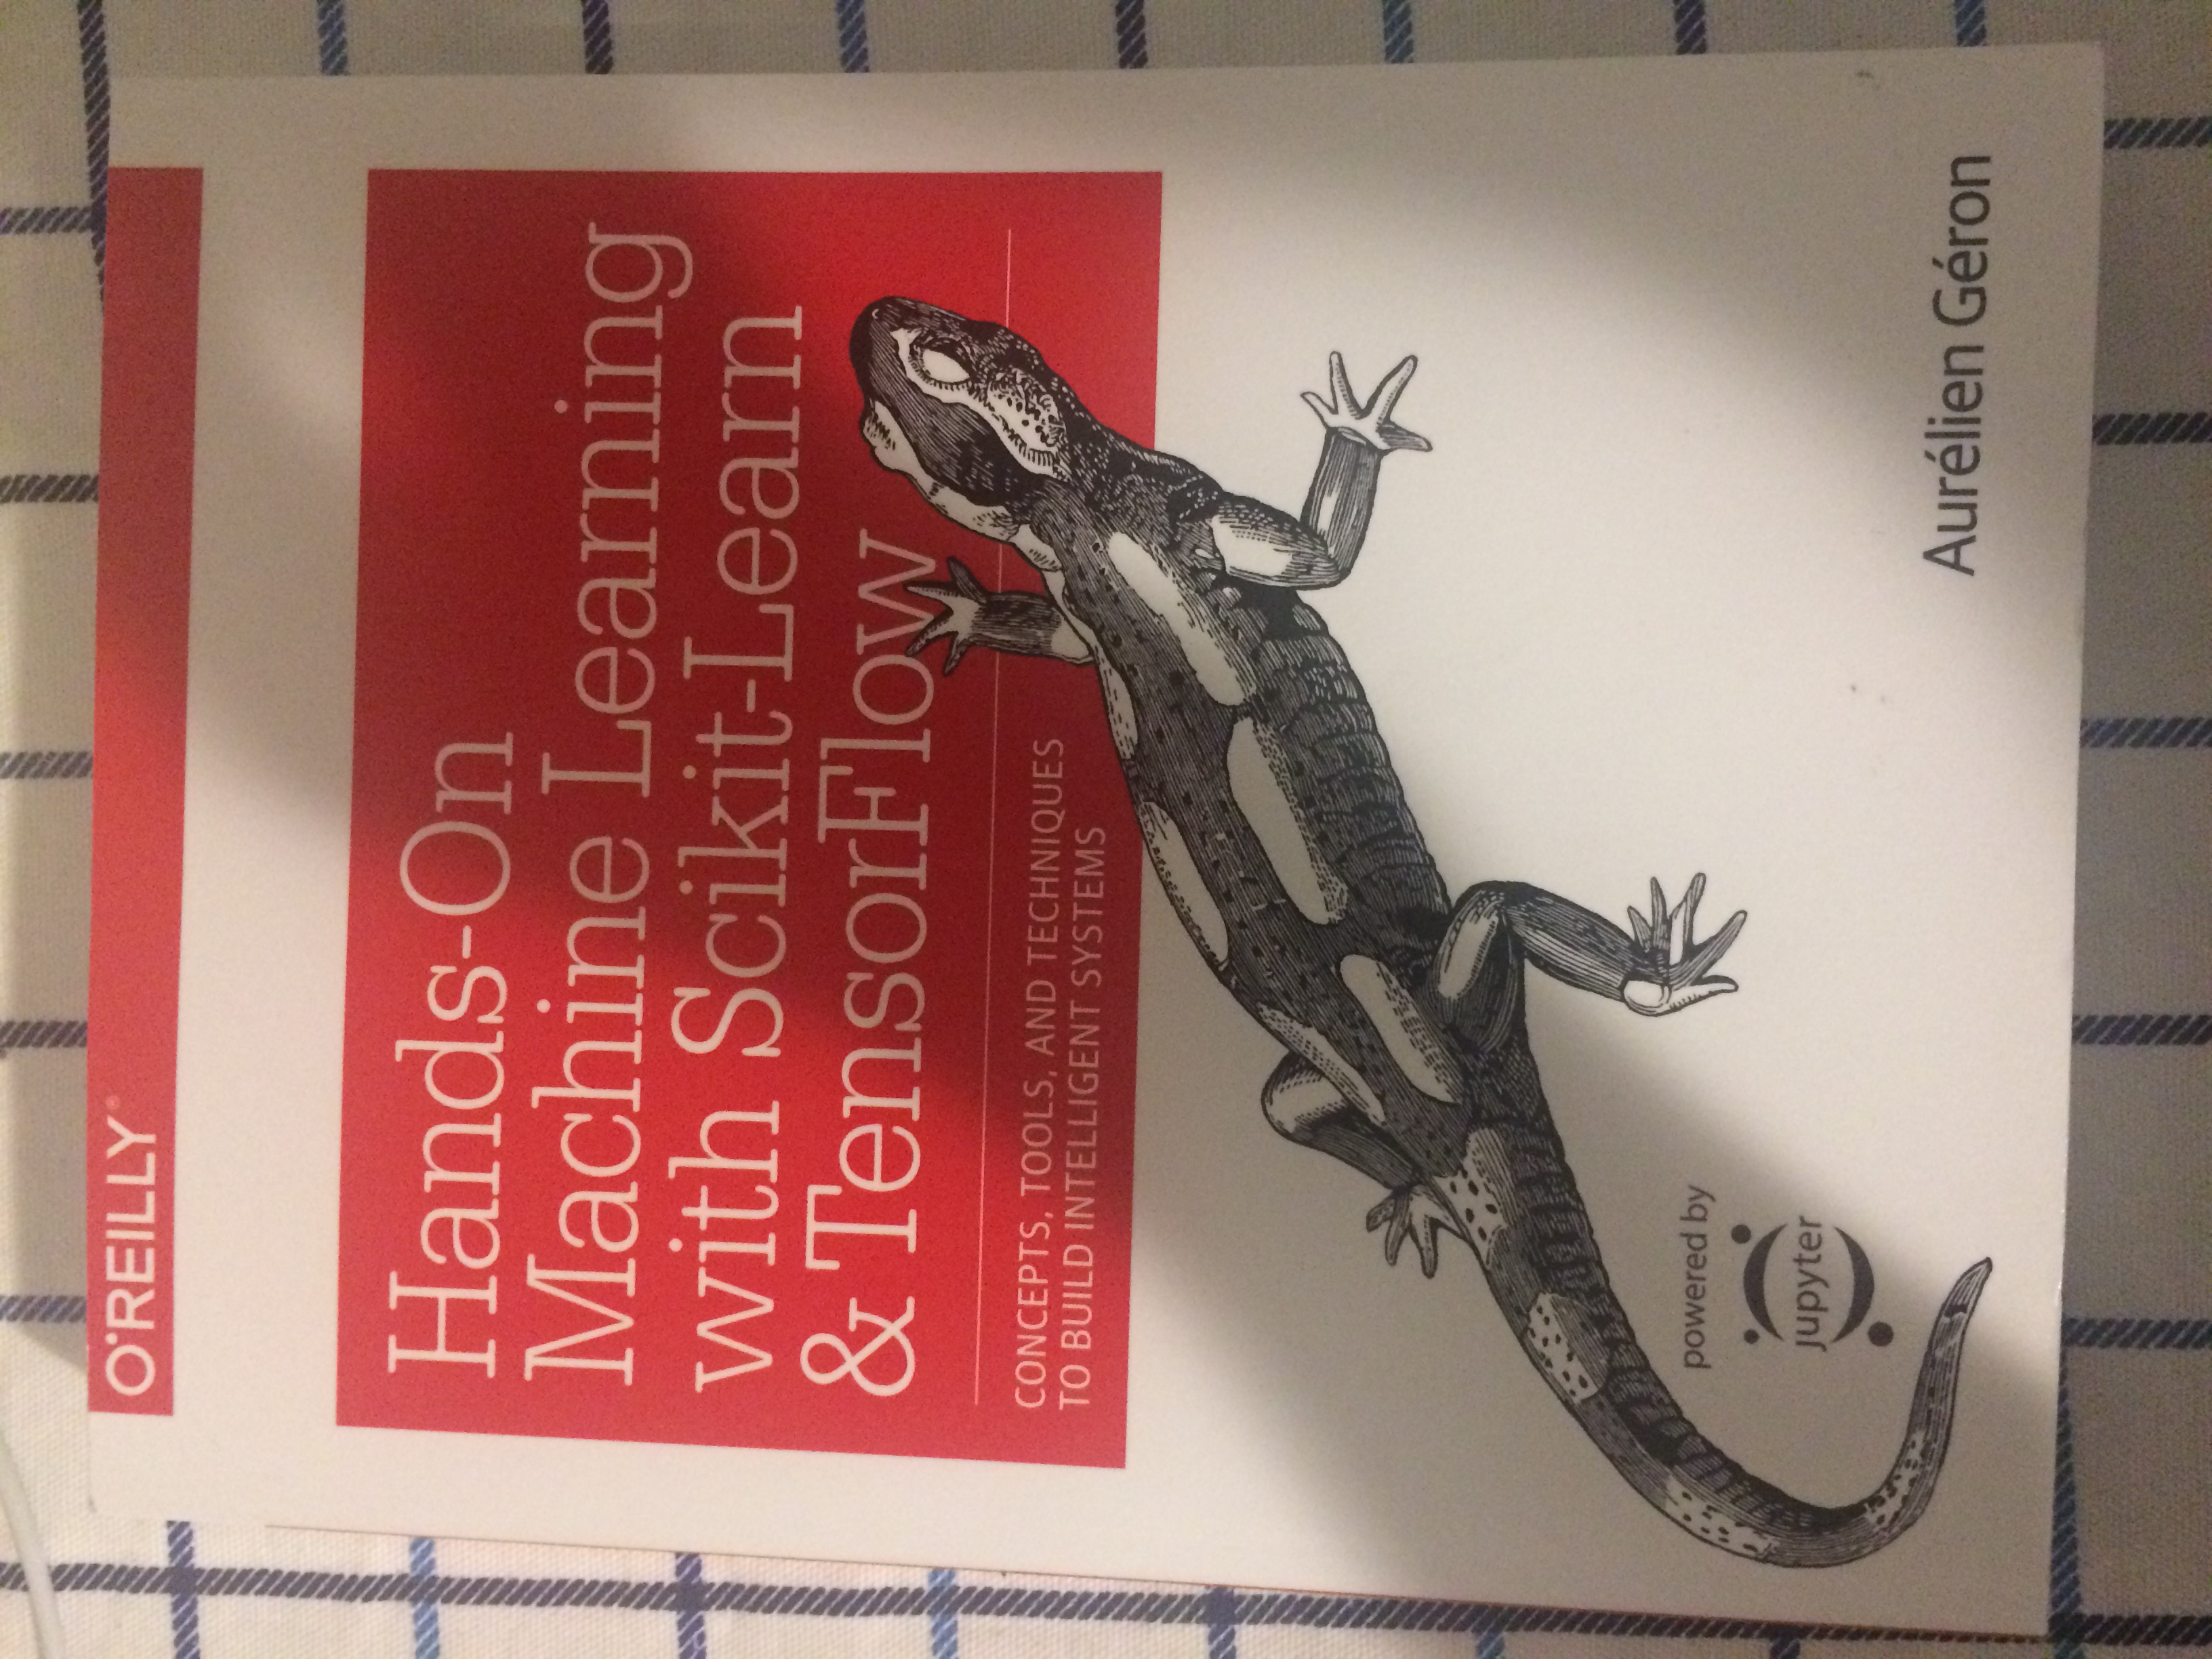 O'REILLY®
Hands-On
Machine Learning
with Scikit-Learn
& TensorFlow
CONCEPTS, TOOLS, AND TECHNIQUES
TO BUILD INTELLIGENT SYSTEMS
powered by
jupyter
Aurélien Géron